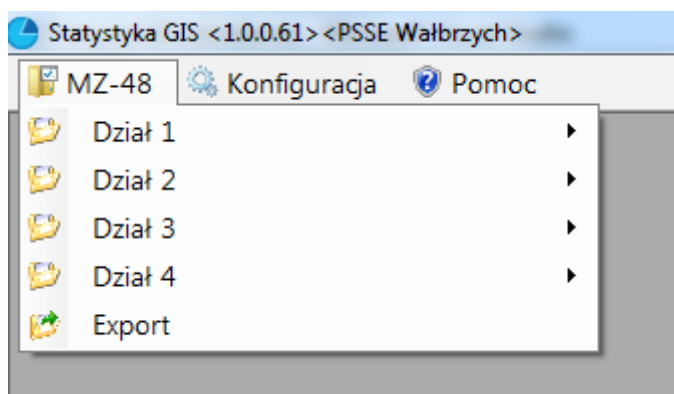 Statystyka GIS <1.0.0.61><PSSE Wałbrzych>
MZ-48 Konfiguracja Pomoc
Dział 1
Dział 2
Dział 3
Dział 4
Export